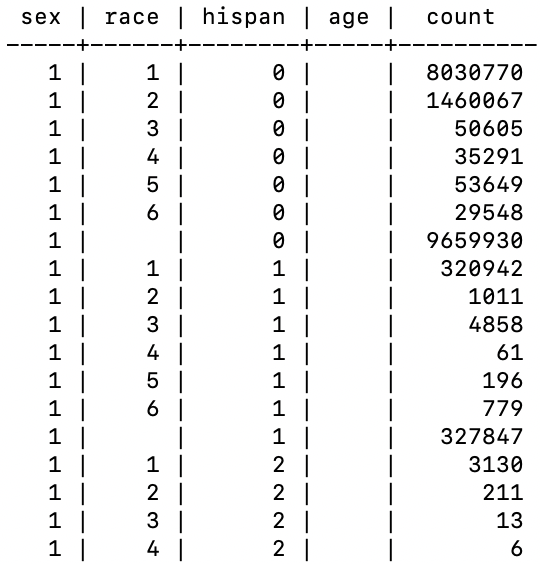 sex | race | hispan | age |  count
-----+------+--------+-----+----------
   1 |    1 |      0 |     |  8030770
   1 |    2 |      0 |     |  1460067
   1 |    3 |      0 |     |    50605
   1 |    4 |      0 |     |    35291
   1 |    5 |      0 |     |    53649
   1 |    6 |      0 |     |    29548
   1 |      |      0 |     |  9659930
   1 |    1 |      1 |     |   320942
   1 |    2 |      1 |     |     1011
   1 |    3 |      1 |     |     4858
   1 |    4 |      1 |     |       61
   1 |    5 |      1 |     |      196
   1 |    6 |      1 |     |      779
   1 |      |      1 |     |   327847
   1 |    1 |      2 |     |     3130
   1 |    2 |      2 |     |      211
   1 |    3 |      2 |     |       13
   1 |    4 |      2 |     |        6